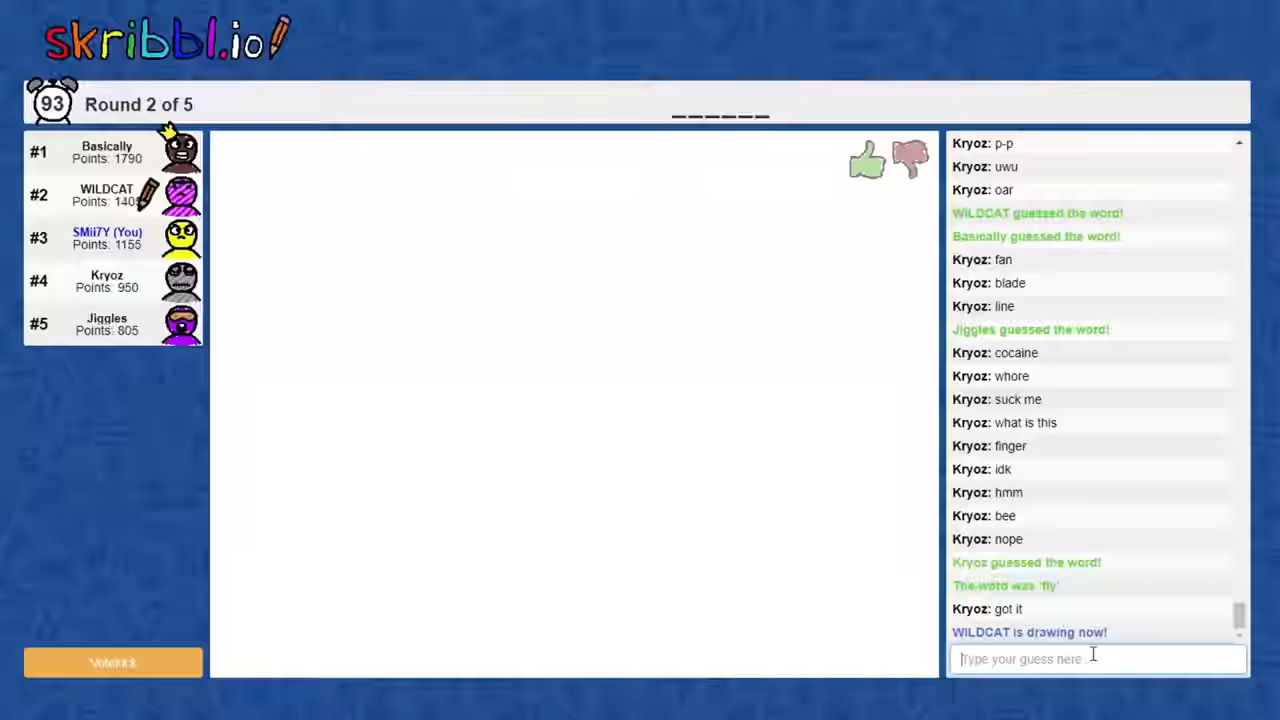 skribbl.io
93
Round 2 of 5
______
#1
Basically
Points: 1790
#2
WILDCAT
Points: 1405
#3
SMii7Y (You)
Points: 1155
#4
Kryoz
Points: 950
#5
Jiggles
Points: 805
Votekick
Kryoz: p-p
Kryoz: uwu
Kryoz: oar
WILDCAT guessed the word!
Basically guessed the word!
Kryoz: fan
Kryoz: blade
Kryoz: line
Jiggles guessed the word!
Kryoz: cocaine
Kryoz: whore
Kryoz: suck me
Kryoz: what is this
Kryoz: finger
Kryoz: idk
Kryoz: hmm
Kryoz: bee
Kryoz: nope
Kryoz guessed the word!
The word was 'fly'
Kryoz: got it
WILDCAT is drawing now!
Type your guess here...